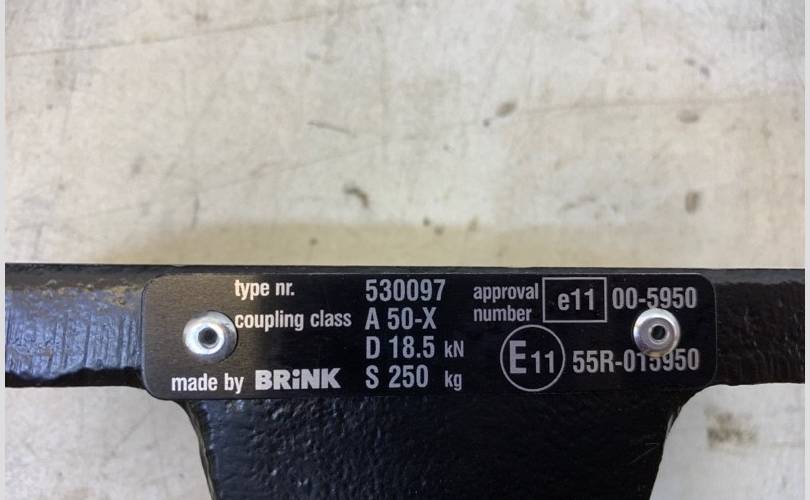 type nr. 530097
coupling class A 50-X
D 18.5 kN
made by BRiNK S 250 kg
approval number e11 00-5950
E11 55R-015950